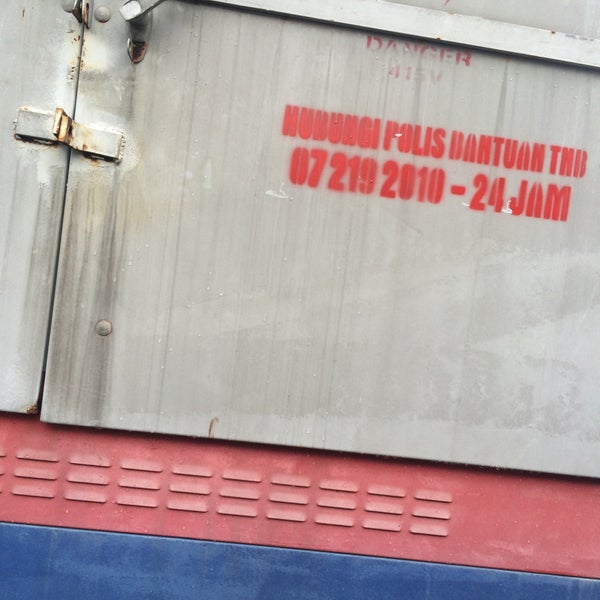 DANGER
415V
HUBUNGI POLIS BANTUAN TNB
07 219 2010 - 24 JAM